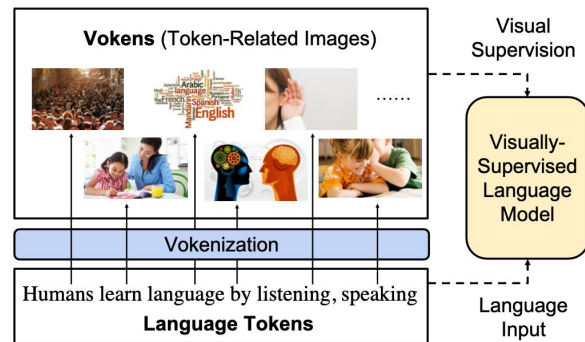 Vokens (Token-Related Images)
Arabic
language
French
Spanish
Mandarin
English
......
Vokenization
Humans learn language by listening, speaking
Language Tokens
Visual
Supervision
Visually-
Supervised
Language
Model
Language
Input